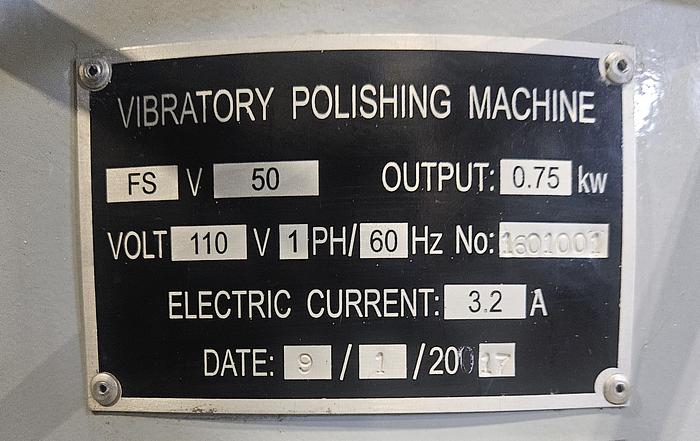 VIBRATORY POLISHING MACHINE
FS V 50 OUTPUT: 0.75 kw
VOLT 110 V 1 PH/ 60 Hz No: 1601001
ELECTRIC CURRENT: 3.2 A
DATE: 9 / 1 / 20 17